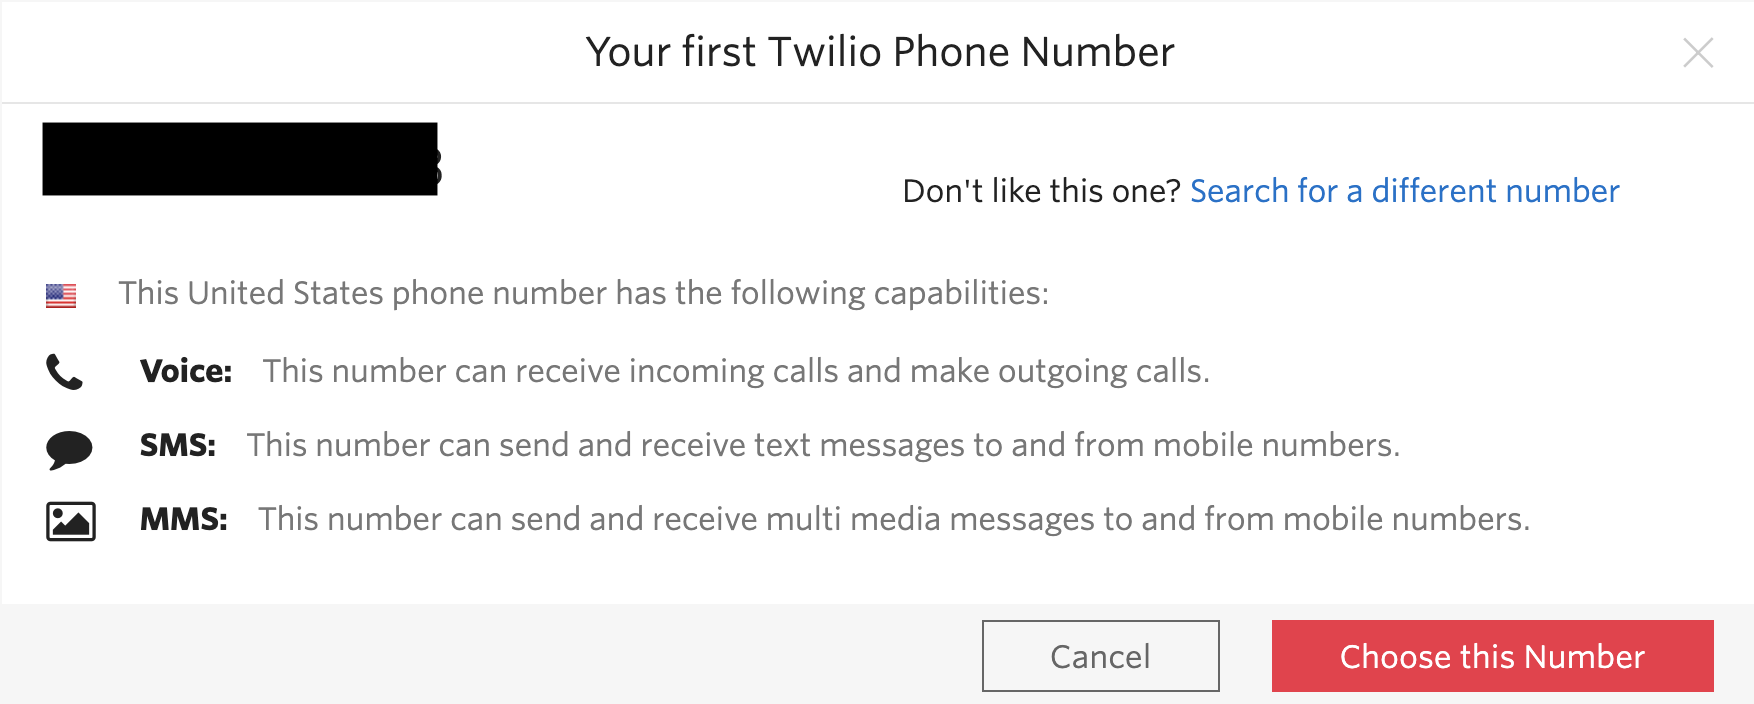 Your first Twilio Phone Number
Don't like this one? Search for a different number
This United States phone number has the following capabilities:
Voice: This number can receive incoming calls and make outgoing calls.
SMS: This number can send and receive text messages to and from mobile numbers.
MMS: This number can send and receive multi media messages to and from mobile numbers.
Cancel
Choose this Number